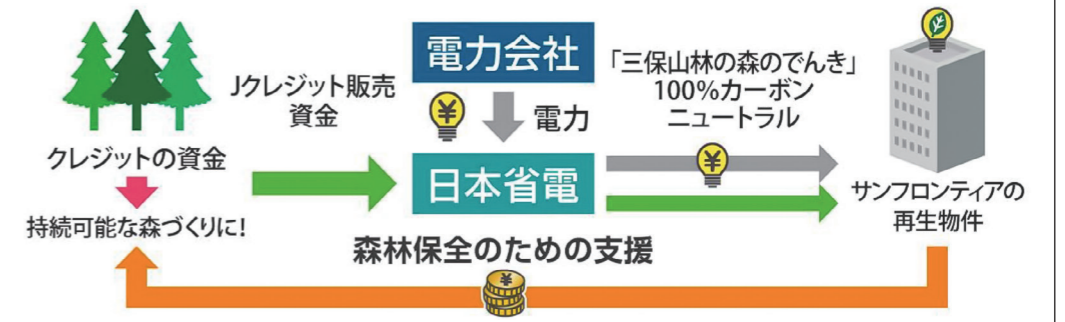 Jクレジット販売
資金
クレジットの資金
持続可能な森づくりに!
電力会社
¥
電力
日本省電
「三保山林の森のでんき」
100%カーボン
ニュートラル
¥
サンフロンティアの
再生物件
森林保全のための支援
¥